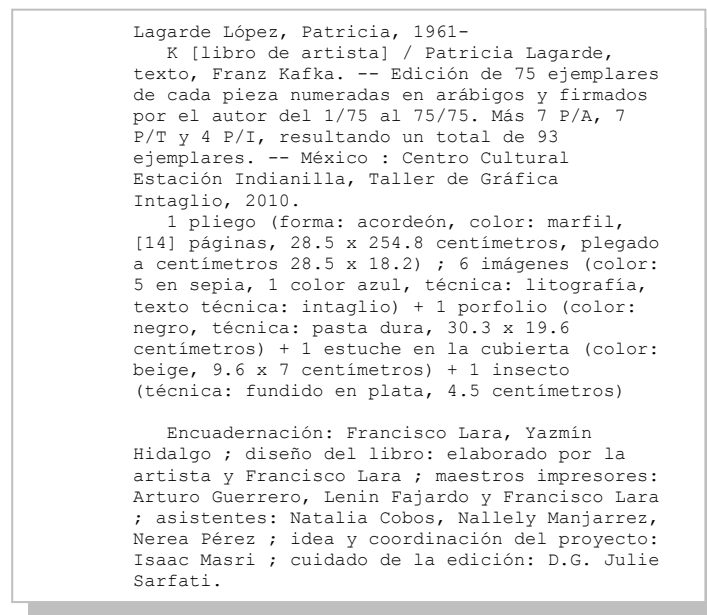 Lagarde López, Patricia, 1961-
K [libro de artista] / Patricia Lagarde,
texto, Franz Kafka. -- Edición de 75 ejemplares
de cada pieza numeradas en arábigos y firmados
por el autor del 1/75 al 75/75. Más 7 P/A, 7
P/T y 4 P/I, resultando un total de 93
ejemplares. -- México : Centro Cultural
Estación Indianilla, Taller de Gráfica
Intaglio, 2010.
1 pliego (forma: acordeón, color: marfil,
[14] páginas, 28.5 x 254.8 centímetros, plegado
a centímetros 28.5 x 18.2) ; 6 imágenes (color:
5 en sepia, 1 color azul, técnica: litografía,
texto técnica: intaglio) + 1 porfolio (color:
negro, técnica: pasta dura, 30.3 x 19.6
centímetros) + 1 estuche en la cubierta (color:
beige, 9.6 x 7 centímetros) + 1 insecto
(técnica: fundido en plata, 4.5 centímetros)
Encuadernación: Francisco Lara, Yazmín
Hidalgo ; diseño del libro: elaborado por la
artista y Francisco Lara ; maestros impresores:
Arturo Guerrero, Lenin Fajardo y Francisco Lara
; asistentes: Natalia Cobos, Nallely Manjarrez,
Nerea Pérez ; idea y coordinación del proyecto:
Isaac Masri ; cuidado de la edición: D.G. Julie
Sarfati.